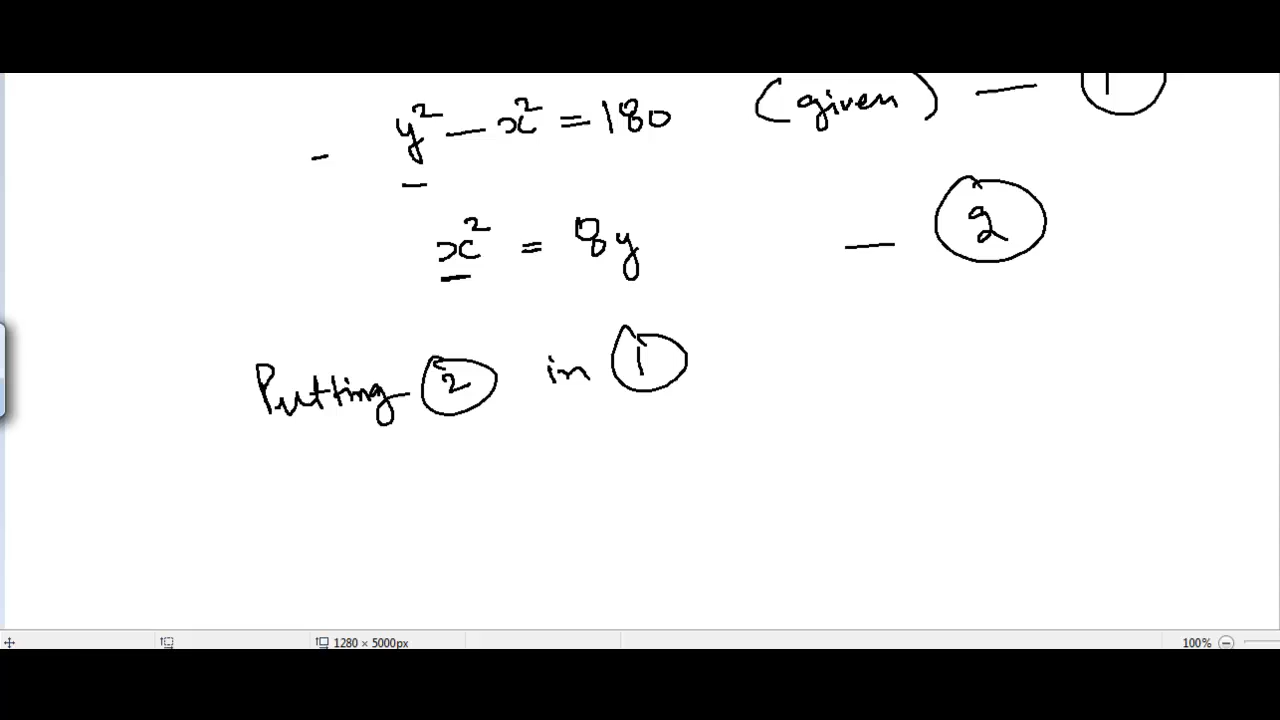 y² — x² = 180 (given) — 1
x² = 8y — 2
Putting 2 in 1
1280 × 5000px 100%